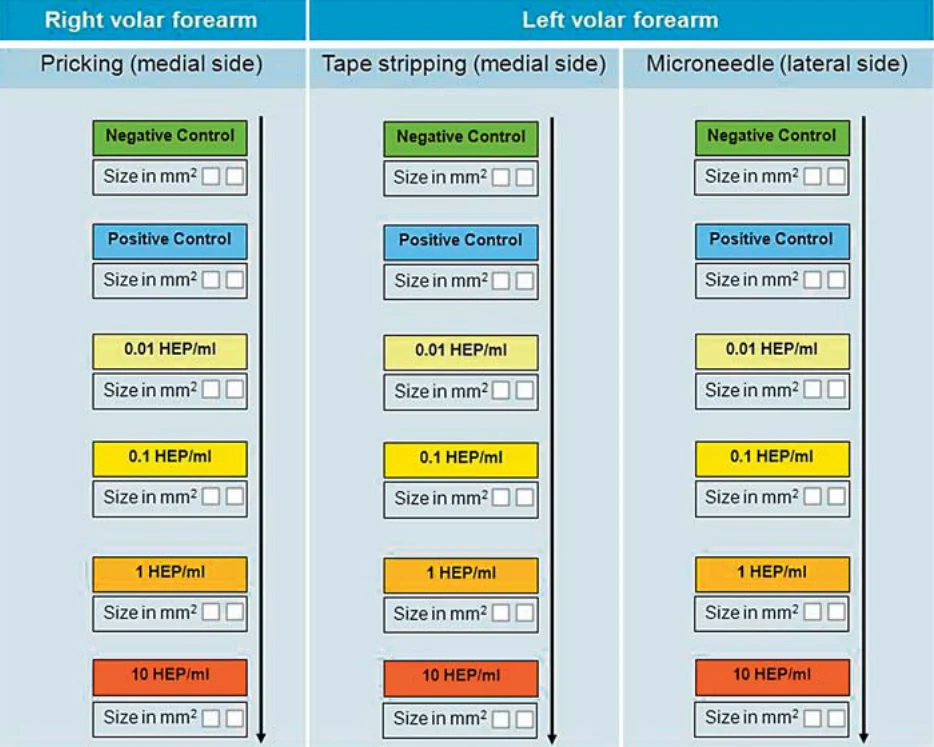 Right volar forearm
Left volar forearm
Pricking (medial side)
Tape stripping (medial side)
Microneedle (lateral side)
Negative Control
Size in mm²
Positive Control
Size in mm²
0.01 HEP/ml
Size in mm²
0.1 HEP/ml
Size in mm²
1 HEP/ml
Size in mm²
10 HEP/ml
Size in mm²
Negative Control
Size in mm²
Positive Control
Size in mm²
0.01 HEP/ml
Size in mm²
0.1 HEP/ml
Size in mm²
1 HEP/ml
Size in mm²
10 HEP/ml
Size in mm²
Negative Control
Size in mm²
Positive Control
Size in mm²
0.01 HEP/ml
Size in mm²
0.1 HEP/ml
Size in mm²
1 HEP/ml
Size in mm²
10 HEP/ml
Size in mm²